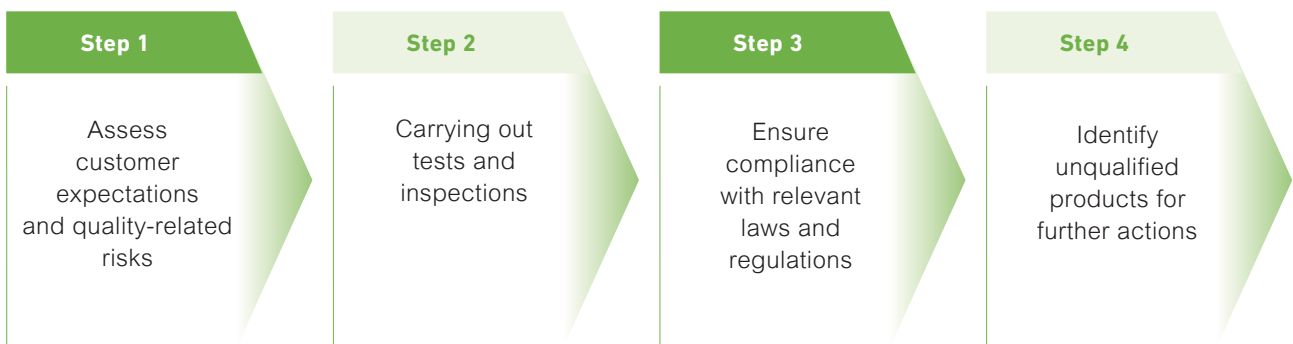 Step 1
Assess
customer
expectations
and quality-related
risks
Step 2
Carrying out
tests and
inspections
Step 3
Ensure
compliance
with relevant
laws and
regulations
Step 4
Identify
unqualified
products for
further actions